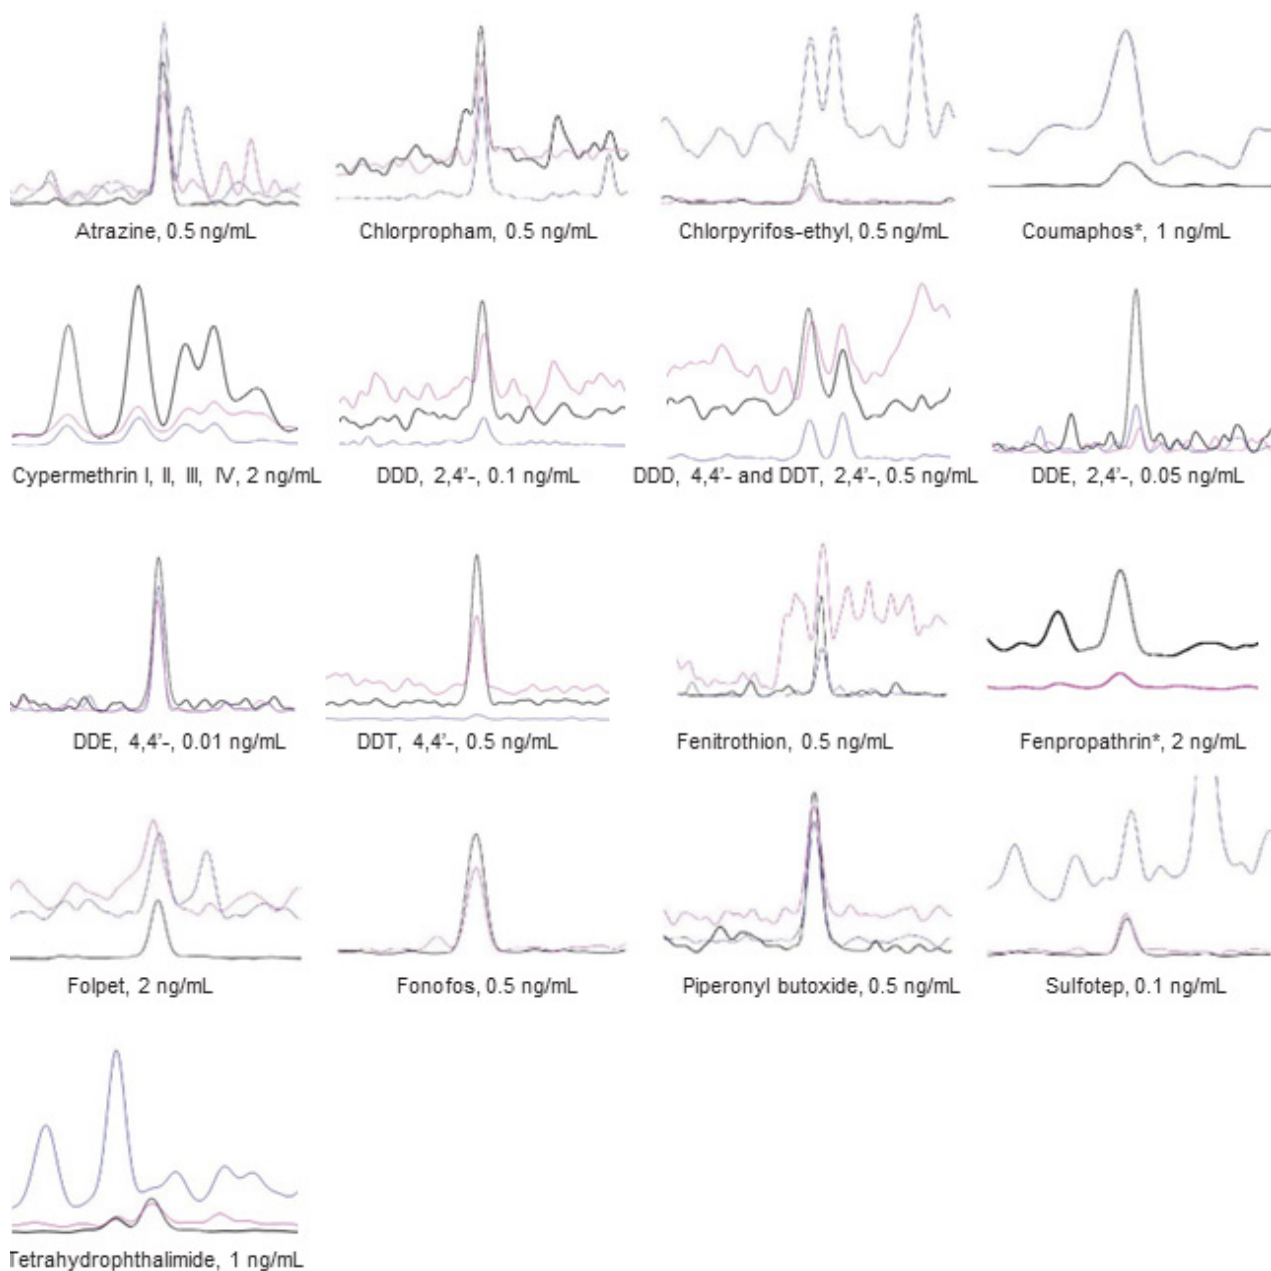 Atrazine, 0.5 ng/mL
Chlorpropham, 0.5 ng/mL
Chlorpyrifos-ethyl, 0.5 ng/mL
Coumaphos*, 1 ng/mL
Cypermethrin I, II, III, IV, 2 ng/mL
DDD, 2,4'-, 0.1 ng/mL
DDD, 4,4'- and DDT, 2,4'-, 0.5 ng/mL
DDE, 2,4'-, 0.05 ng/mL
DDE, 4,4'-, 0.01 ng/mL
DDT, 4,4'-, 0.5 ng/mL
Fenitrothion, 0.5 ng/mL
Fenpropathrin*, 2 ng/mL
Folpet, 2 ng/mL
Fonofos, 0.5 ng/mL
Piperonyl butoxide, 0.5 ng/mL
Sulfotep, 0.1 ng/mL
Tetrahydrophthalimide, 1 ng/mL